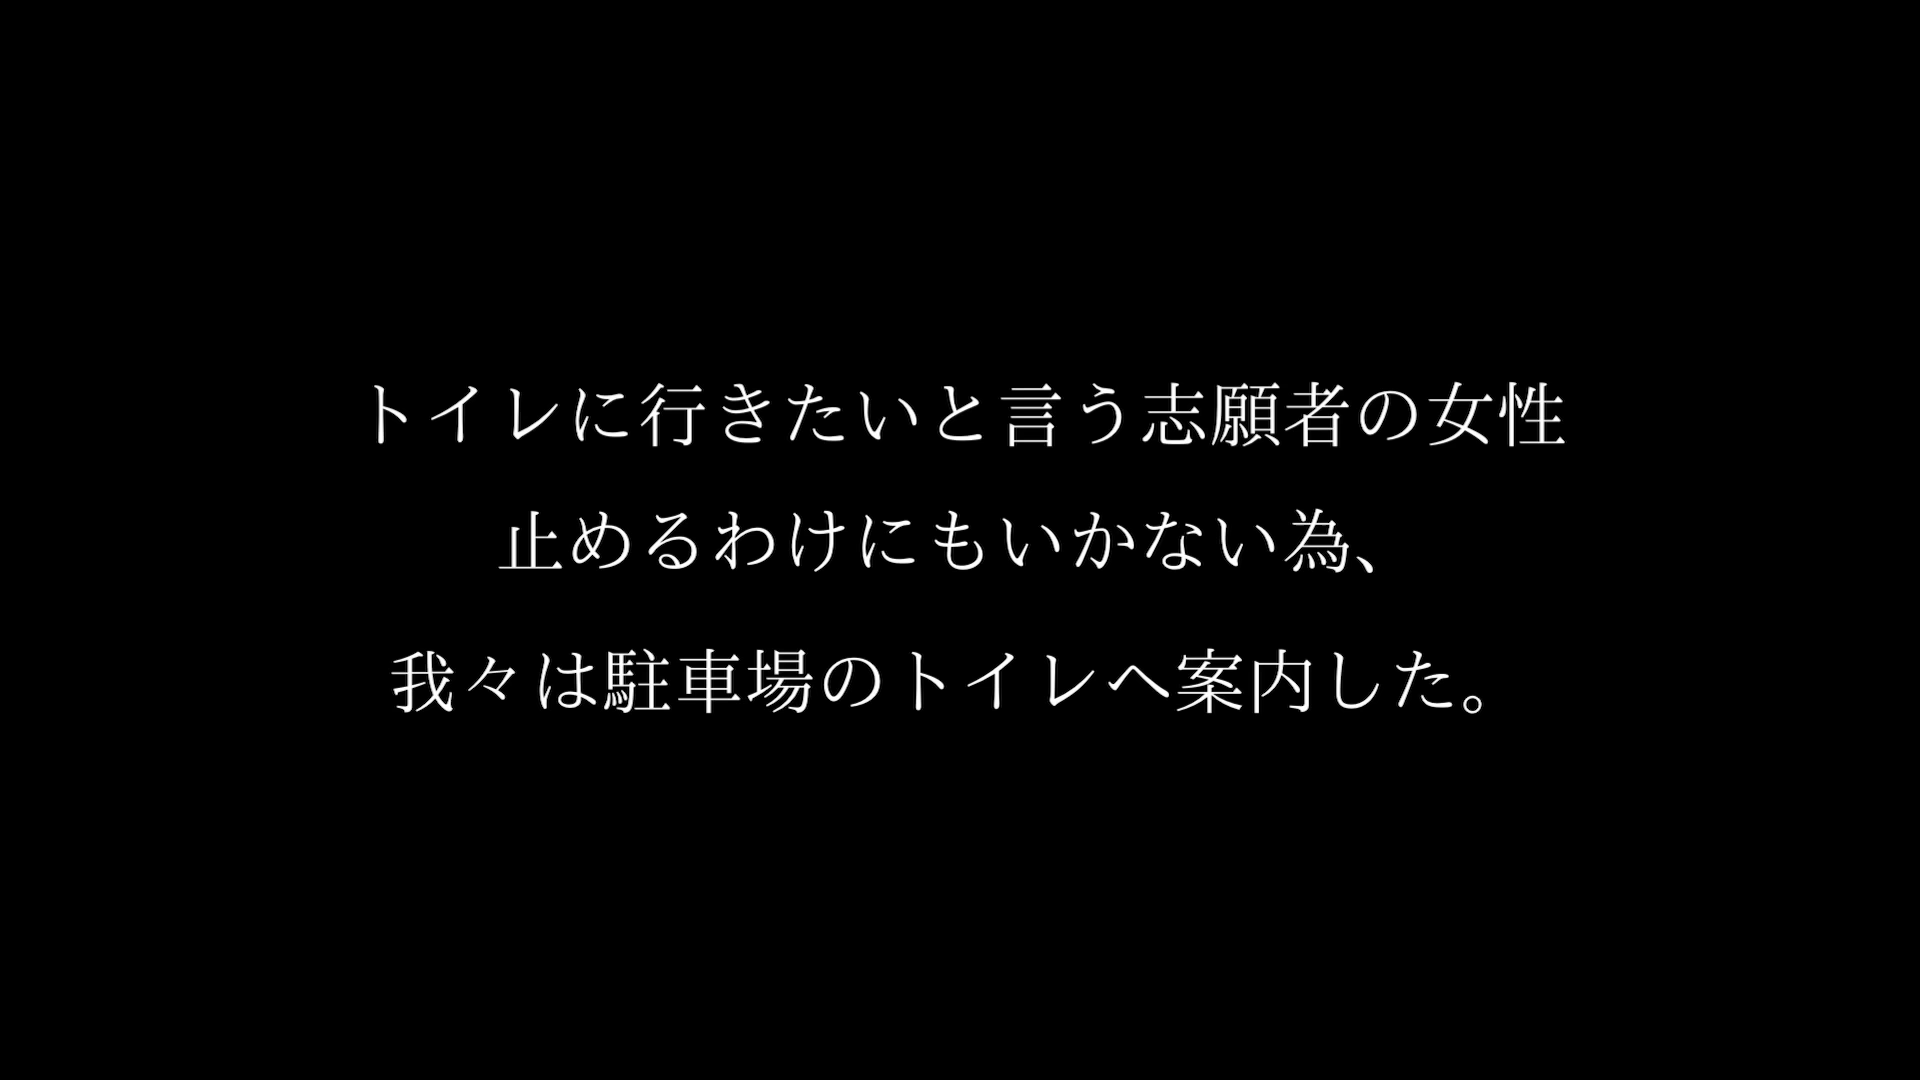 トイレに行きたいと言う志願者の女性
止めるわけにもいかない為、
我々は駐車場のトイレへ案内した。